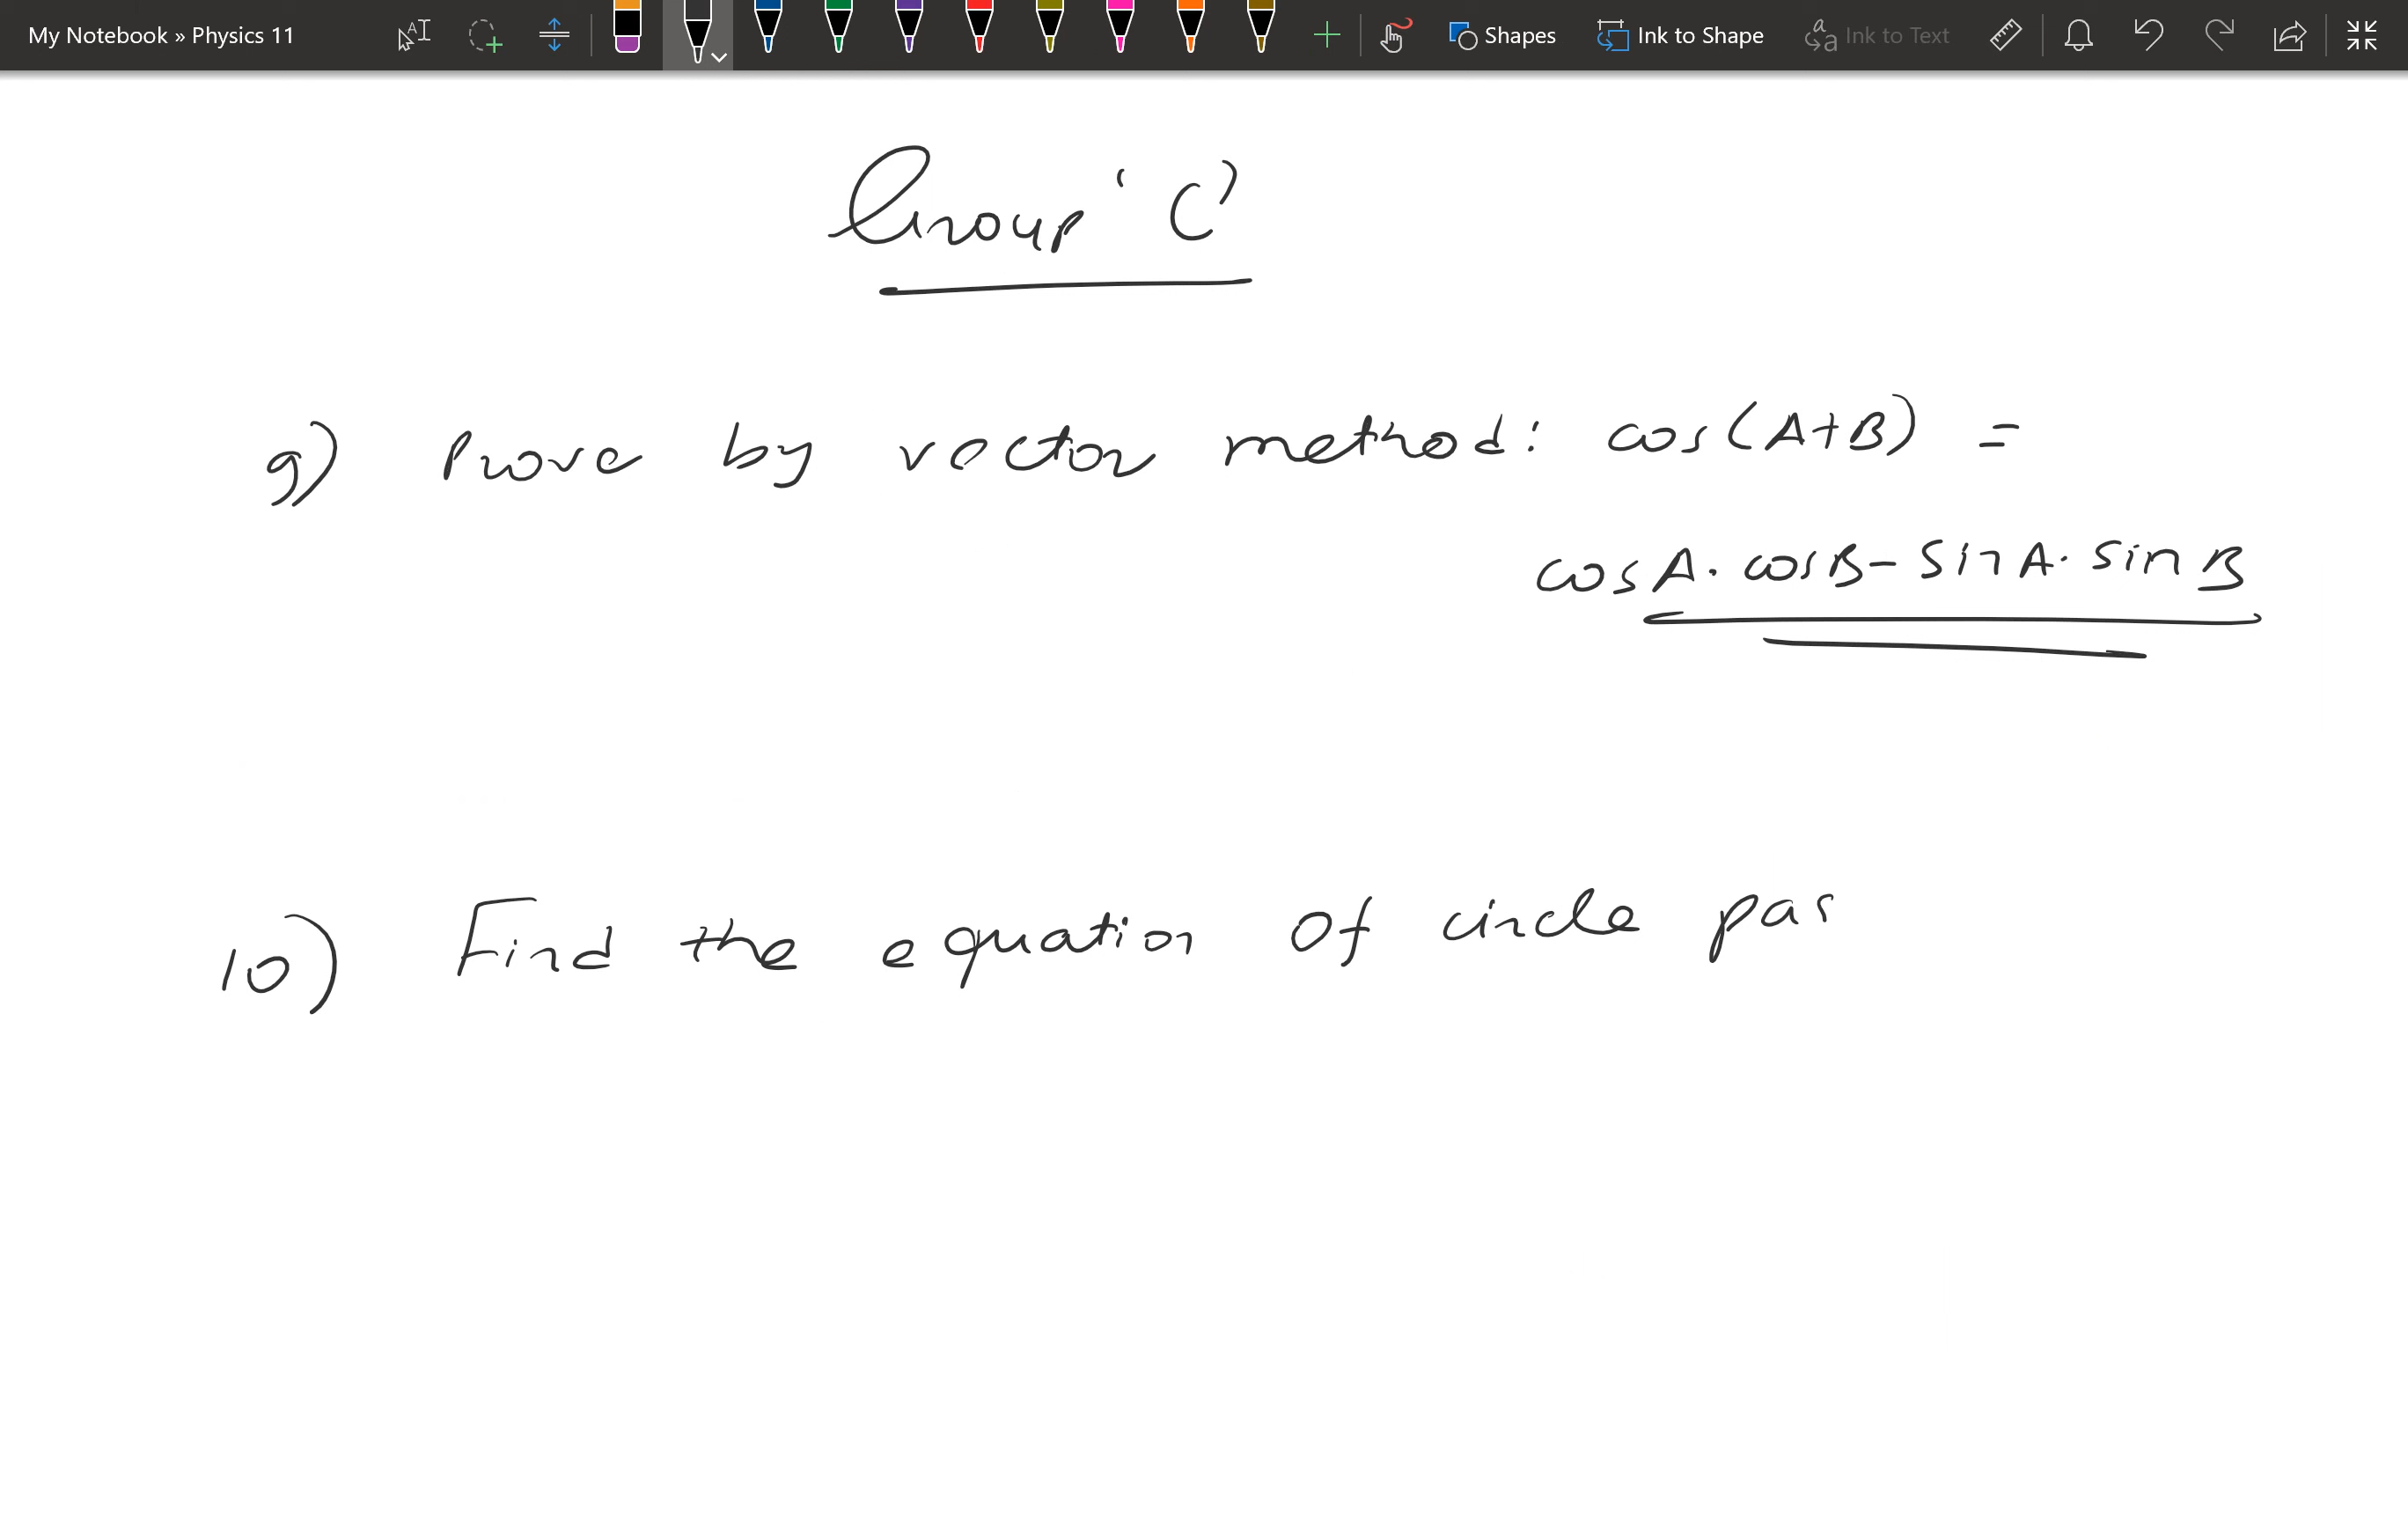 My Notebook » Physics 11
Shapes
Ink to Shape
Ink to Text
Group 'C'
9) Prove by vector method: cos(A+B) =
cosA. cosB - SinA. sinB
10) Find the equation of circle pas